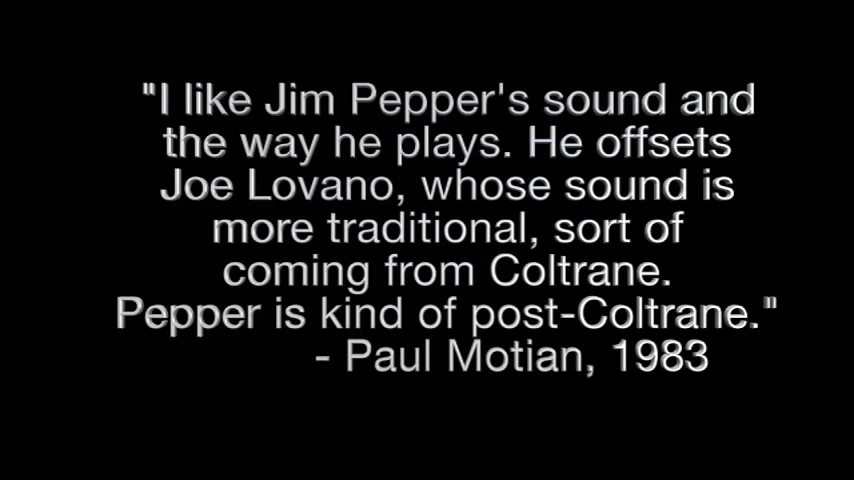 "I like Jim Pepper's sound and
the way he plays. He offsets
Joe Lovano, whose sound is
more traditional, sort of
coming from Coltrane.
Pepper is kind of post-Coltrane."
- Paul Motian, 1983